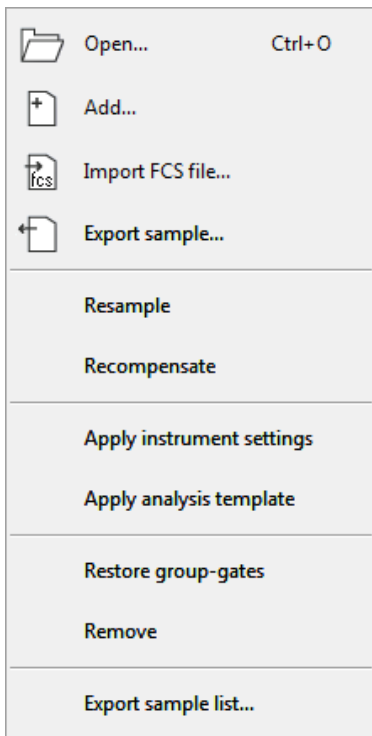 Open... Ctrl+O
Add...
fcs Import FCS file...
Export sample...
Resample
Recompensate
Apply instrument settings
Apply analysis template
Restore group-gates
Remove
Export sample list...